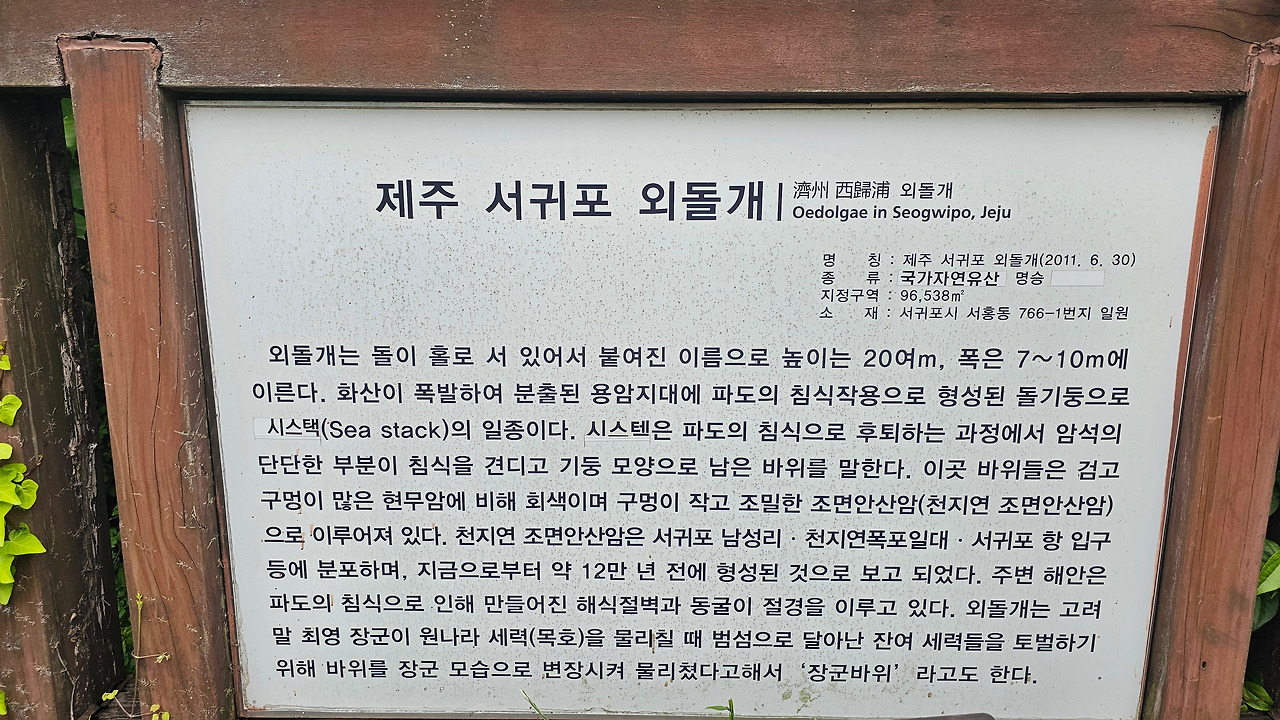 제주 서귀포 외돌개
濟州 西歸浦 외돌개
Oedolgae in Seogwipo, Jeju
명 칭 : 제주 서귀포 외돌개(2011. 6. 30)
종 류 : 국가자연유산 명승
지정구역 : 96,538㎡
소 재 : 서귀포시 서홍동 766-1번지 일원
외돌개는 돌이 홀로 서 있어서 붙여진 이름으로 높이는 20여m, 폭은 7~10m에
이른다. 화산이 폭발하여 분출된 용암지대에 파도의 침식작용으로 형성된 돌기둥으로
시스택(Sea stack)의 일종이다. 시스텍은 파도의 침식으로 후퇴하는 과정에서 암석의
단단한 부분이 침식을 견디고 기둥 모양으로 남은 바위를 말한다. 이곳 바위들은 검고
구멍이 많은 현무암에 비해 회색이며 구멍이 작고 조밀한 조면안산암(천지연 조면안산암)
으로 이루어져 있다. 천지연 조면안산암은 서귀포 남성리 · 천지연폭포일대 · 서귀포 항 입구
등에 분포하며, 지금으로부터 약 12만 년 전에 형성된 것으로 보고 되었다. 주변 해안은
파도의 침식으로 인해 만들어진 해식절벽과 동굴이 절경을 이루고 있다. 외돌개는 고려
말 최영 장군이 원나라 세력(목호)을 물리칠 때 범섬으로 달아난 잔여 세력들을 토벌하기
위해 바위를 장군 모습으로 변장시켜 물리쳤다고해서 ‘장군바위’ 라고도 한다.